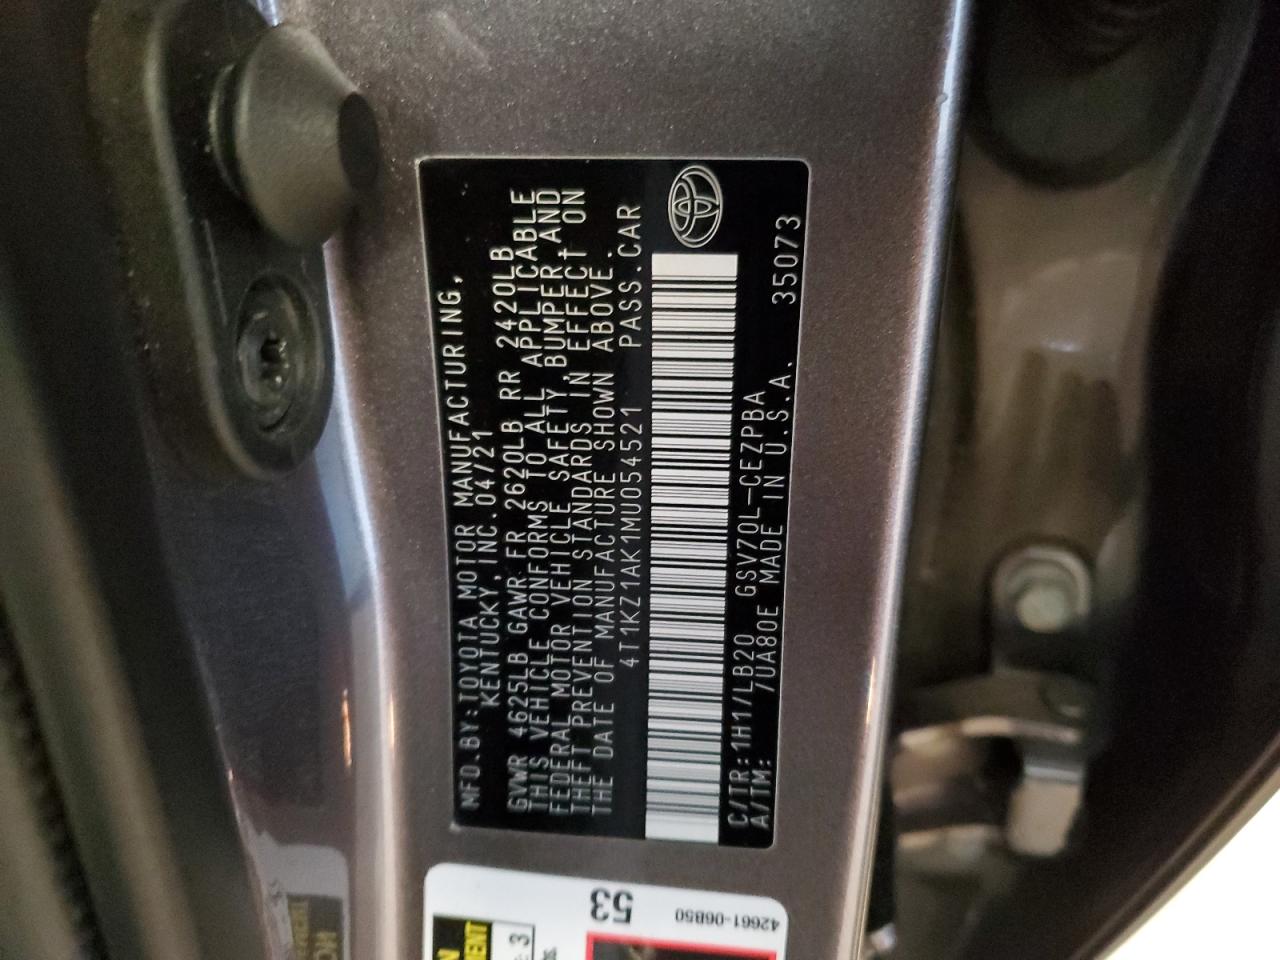 MFD.BY:TOYOTA MOTOR MANUFACTURING,
KENTUCKY, INC. 04/21
GVWR 4625LB GAWR FR 2620LB RR 2420LB
THIS VEHICLE CONFORMS TO ALL APPLICABLE
FEDERAL MOTOR VEHICLE SAFETY, BUMPER, AND
THEFT PREVENTION STANDARDS IN EFFECT ON
THE DATE OF MANUFACTURE SHOWN ABOVE.
4T1KZ1AK1MU054521 PASS.CAR
C/TR:1H1/LB20 GSV70L-CEZPBA
A/TM: /UA80E MADE IN U.S.A. 35073
53
42661-06B50
3